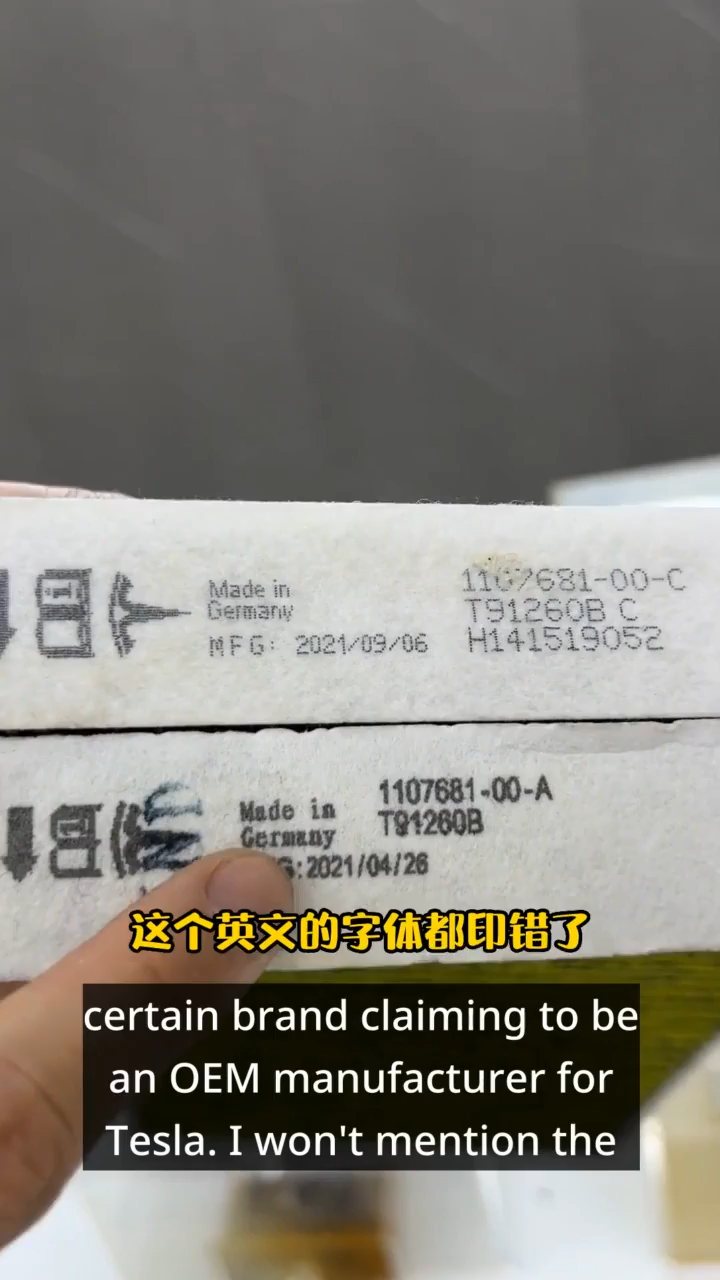 Made in
Germany
MFG: 2021/09/06
1107681-00-C
T91260B C
H141519052
Made in
Germany
:2021/04/26
1107681-00-A
T91260B
这个英文的字体都印错了
certain brand claiming to be
an OEM manufacturer for
Tesla. I won't mention the